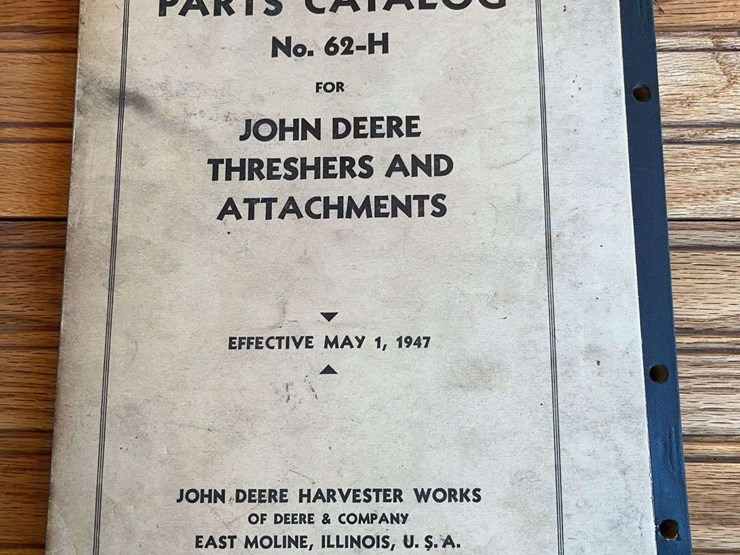 PARTS CATALOG
No. 62-H
FOR
JOHN DEERE
THRESHERS AND
ATTACHMENTS
EFFECTIVE MAY 1, 1947
JOHN DEERE HARVESTER WORKS
OF DEERE & COMPANY
EAST MOLINE, ILLINOIS, U. S. A.